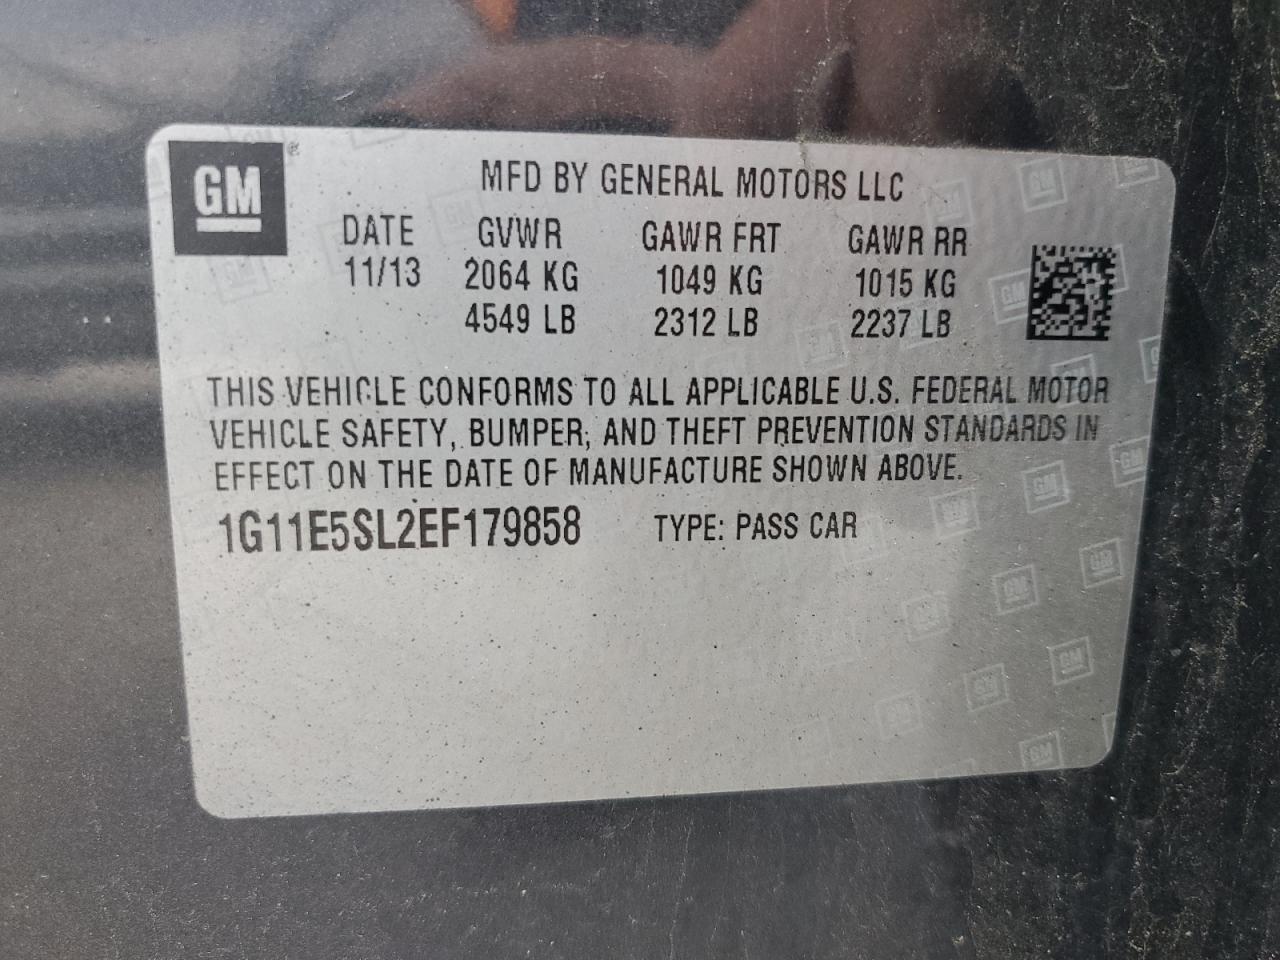 GM
MFD BY GENERAL MOTORS LLC
DATE GVWR GAWR FRT GAWR RR
11/13 2064 KG 1049 KG 1015 KG
4549 LB 2312 LB 2237 LB
THIS VEHICLE CONFORMS TO ALL APPLICABLE U.S. FEDERAL MOTOR
VEHICLE SAFETY, BUMPER, AND THEFT PREVENTION STANDARDS IN
EFFECT ON THE DATE OF MANUFACTURE SHOWN ABOVE.
1G11E5SL2EF179858 TYPE: PASS CAR